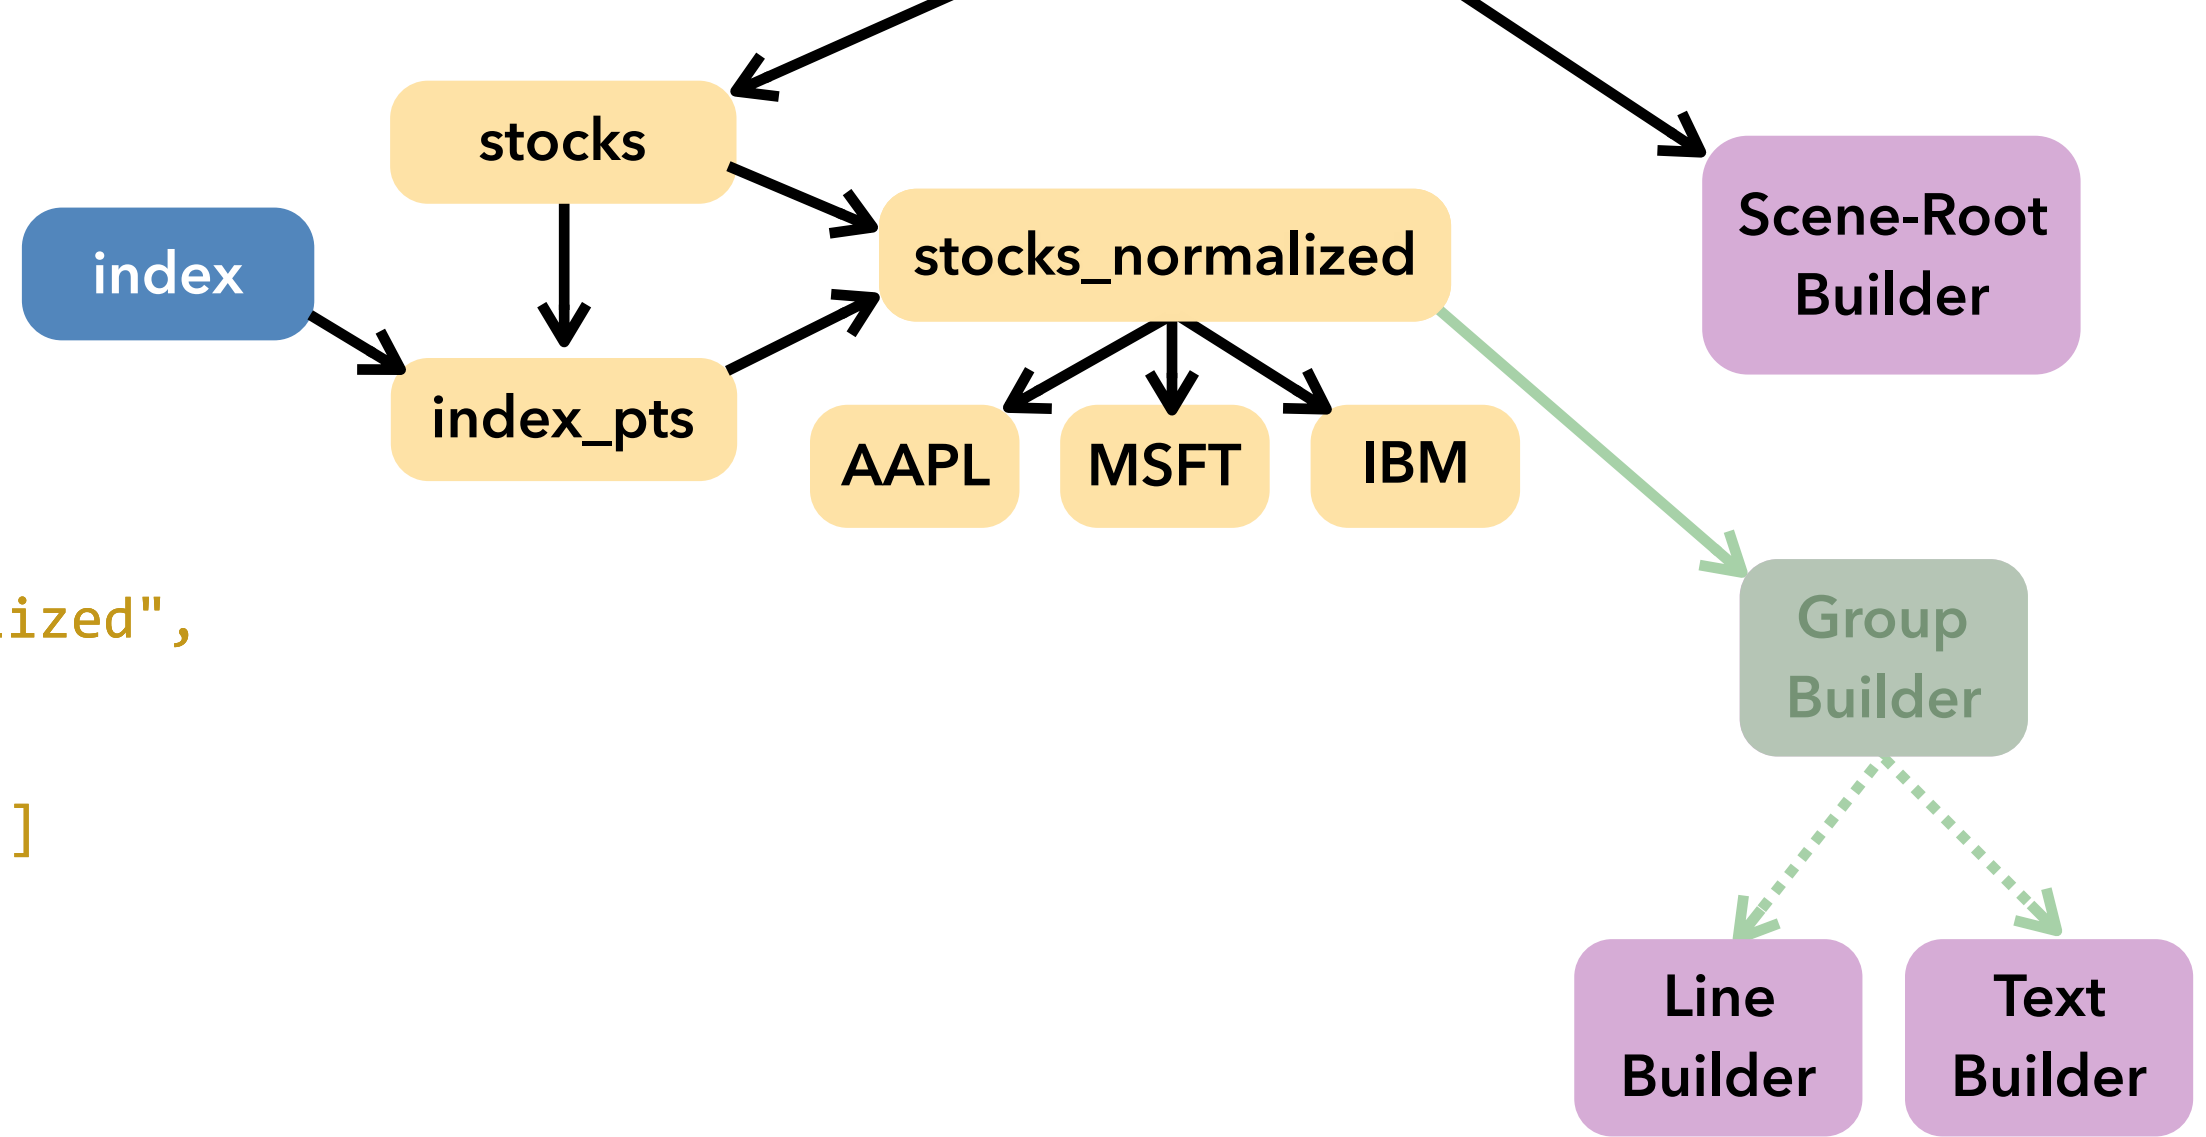 stocks
index
stocks_normalized
Scene-Root
Builder
index_pts
AAPL
MSFT
IBM
ized",
Group
Builder
]
Line
Builder
Text
Builder